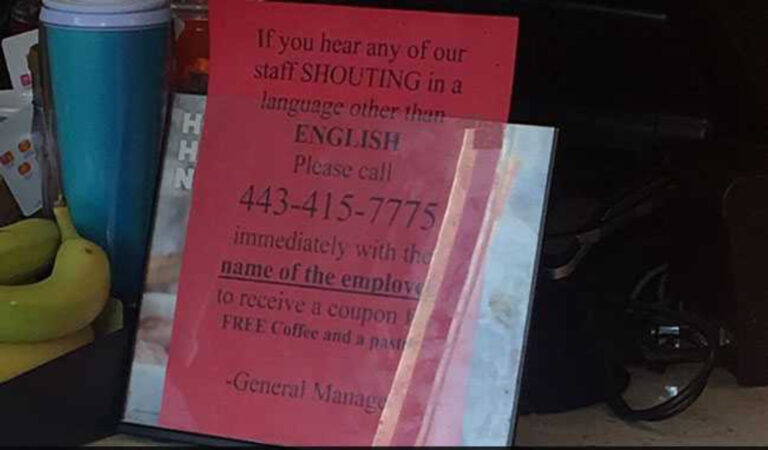 If you hear any of our
staff SHOUTING in a
language other than
ENGLISH
Please call
443-415-7775
immediately with the
name of the
to receive a coupon
FREE Coffee and a
-General
H
H
N